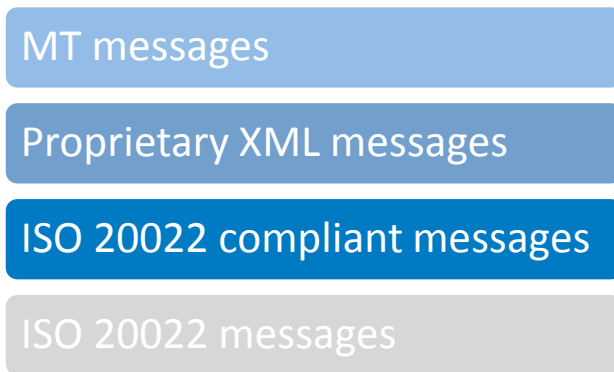 MT messages
Proprietary XML messages
ISO 20022 compliant messages
ISO 20022 messages